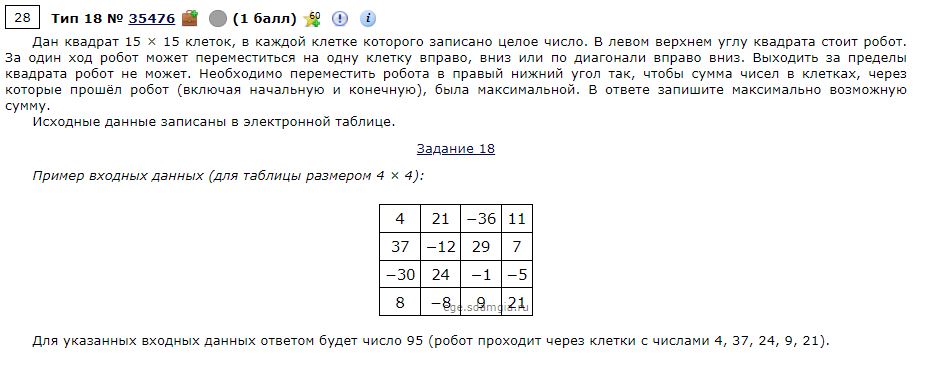 28 Тип 18 № 35476 (1 балл) 60 i
Дан квадрат 15 × 15 клеток, в каждой клетке которого записано целое число. В левом верхнем углу квадрата стоит робот.
За один ход робот может переместиться на одну клетку вправо, вниз или по диагонали вправо вниз. Выходить за пределы
квадрата робот не может. Необходимо переместить робота в правый нижний угол так, чтобы сумма чисел в клетках, через
которые прошёл робот (включая начальную и конечную), была максимальной. В ответе запишите максимально возможную
сумму.
Исходные данные записаны в электронной таблице.
Задание 18
Пример входных данных (для таблицы размером 4 × 4):
4 21 −36 11
37 −12 29 7
−30 24 −1 −5
8 −8 9 21
ege.sdamgia.ru
Для указанных входных данных ответом будет число 95 (робот проходит через клетки с числами 4, 37, 24, 9, 21).